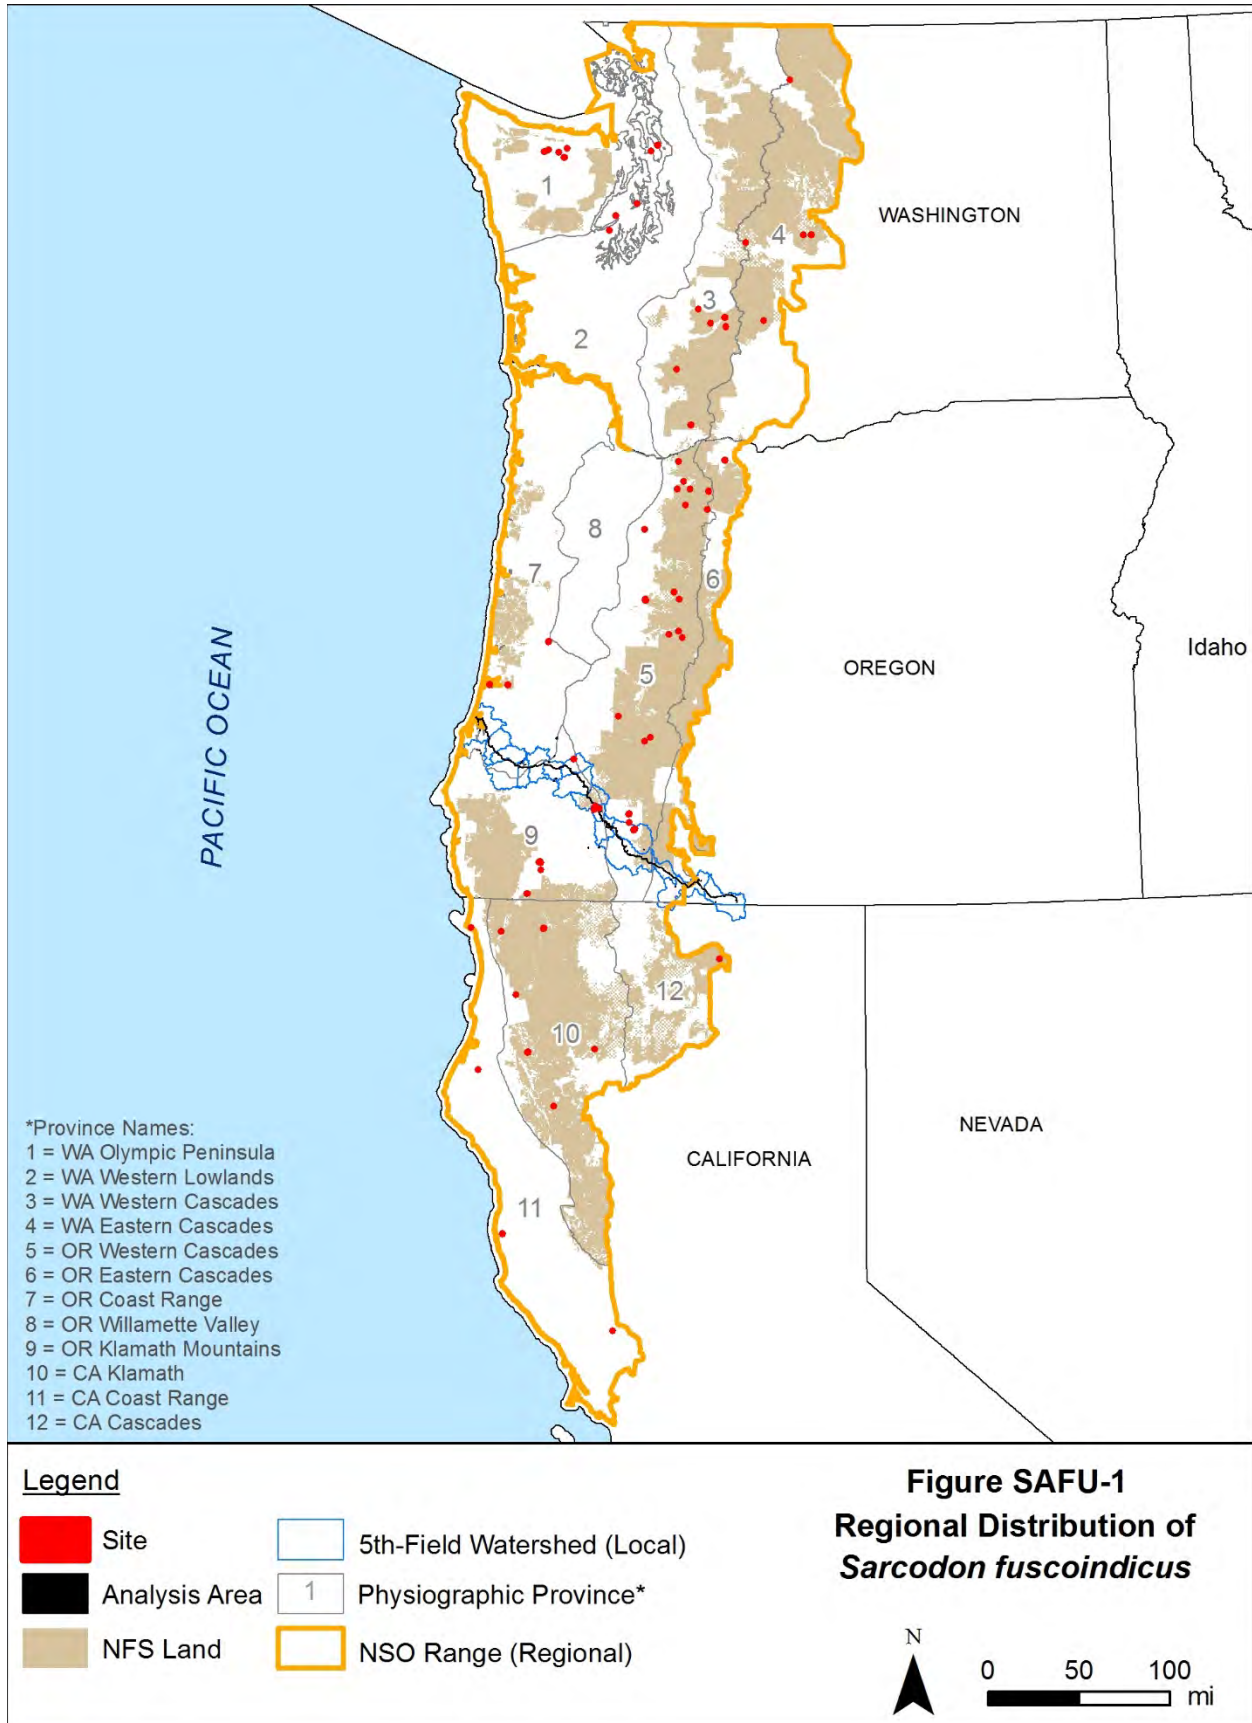 WASHINGTON
1
4
3
2
8
7
6
Idaho
5
OREGON
PACIFIC OCEAN
9
12
10
NEVADA
CALIFORNIA
11
*Province Names:
1 = WA Olympic Peninsula
2 = WA Western Lowlands
3 = WA Western Cascades
4 = WA Eastern Cascades
5 = OR Western Cascades
6 = OR Eastern Cascades
7 = OR Coast Range
8 = OR Willamette Valley
9 = OR Klamath Mountains
10 = CA Klamath
11 = CA Coast Range
12 = CA Cascades
Legend
Site
Analysis Area
NFS Land
5th-Field Watershed (Local)
1 Physiographic Province*
NSO Range (Regional)
Figure SAFU-1
Regional Distribution of
Sarcodon fuscoindicus
N
0 50 100
mi